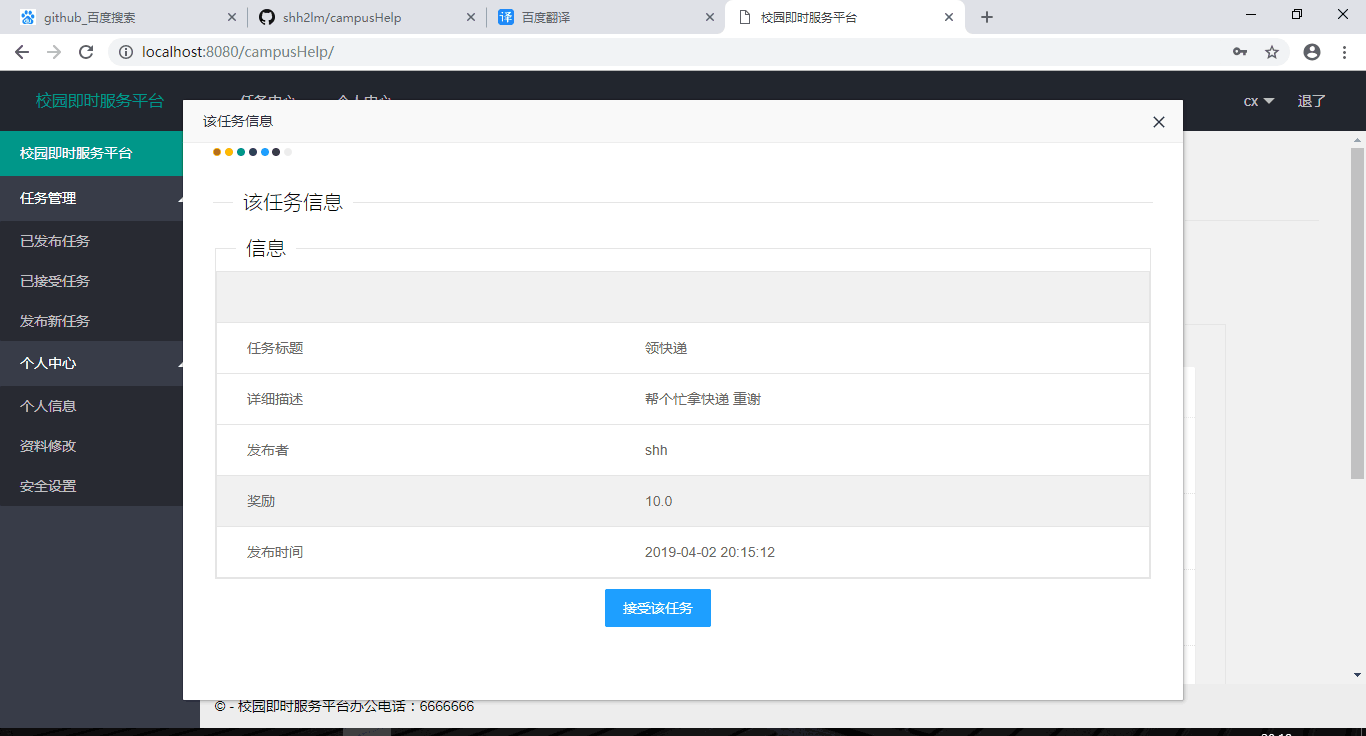 github_百度搜索
shh2lm/campusHelp
百度翻译
校园即时服务平台
localhost:8080/campusHelp/
校园即时服务平台
任务中心
个人中心
cx
退了
该任务信息
校园即时服务平台
任务管理
已发布任务
已接受任务
发布新任务
个人中心
个人信息
资料修改
安全设置
该任务信息
信息
任务标题 领快递
详细描述 帮个忙拿快递 重谢
发布者 shh
奖励 10.0
发布时间 2019-04-02 20:15:12
接受该任务
© - 校园即时服务平台办公电话：6666666